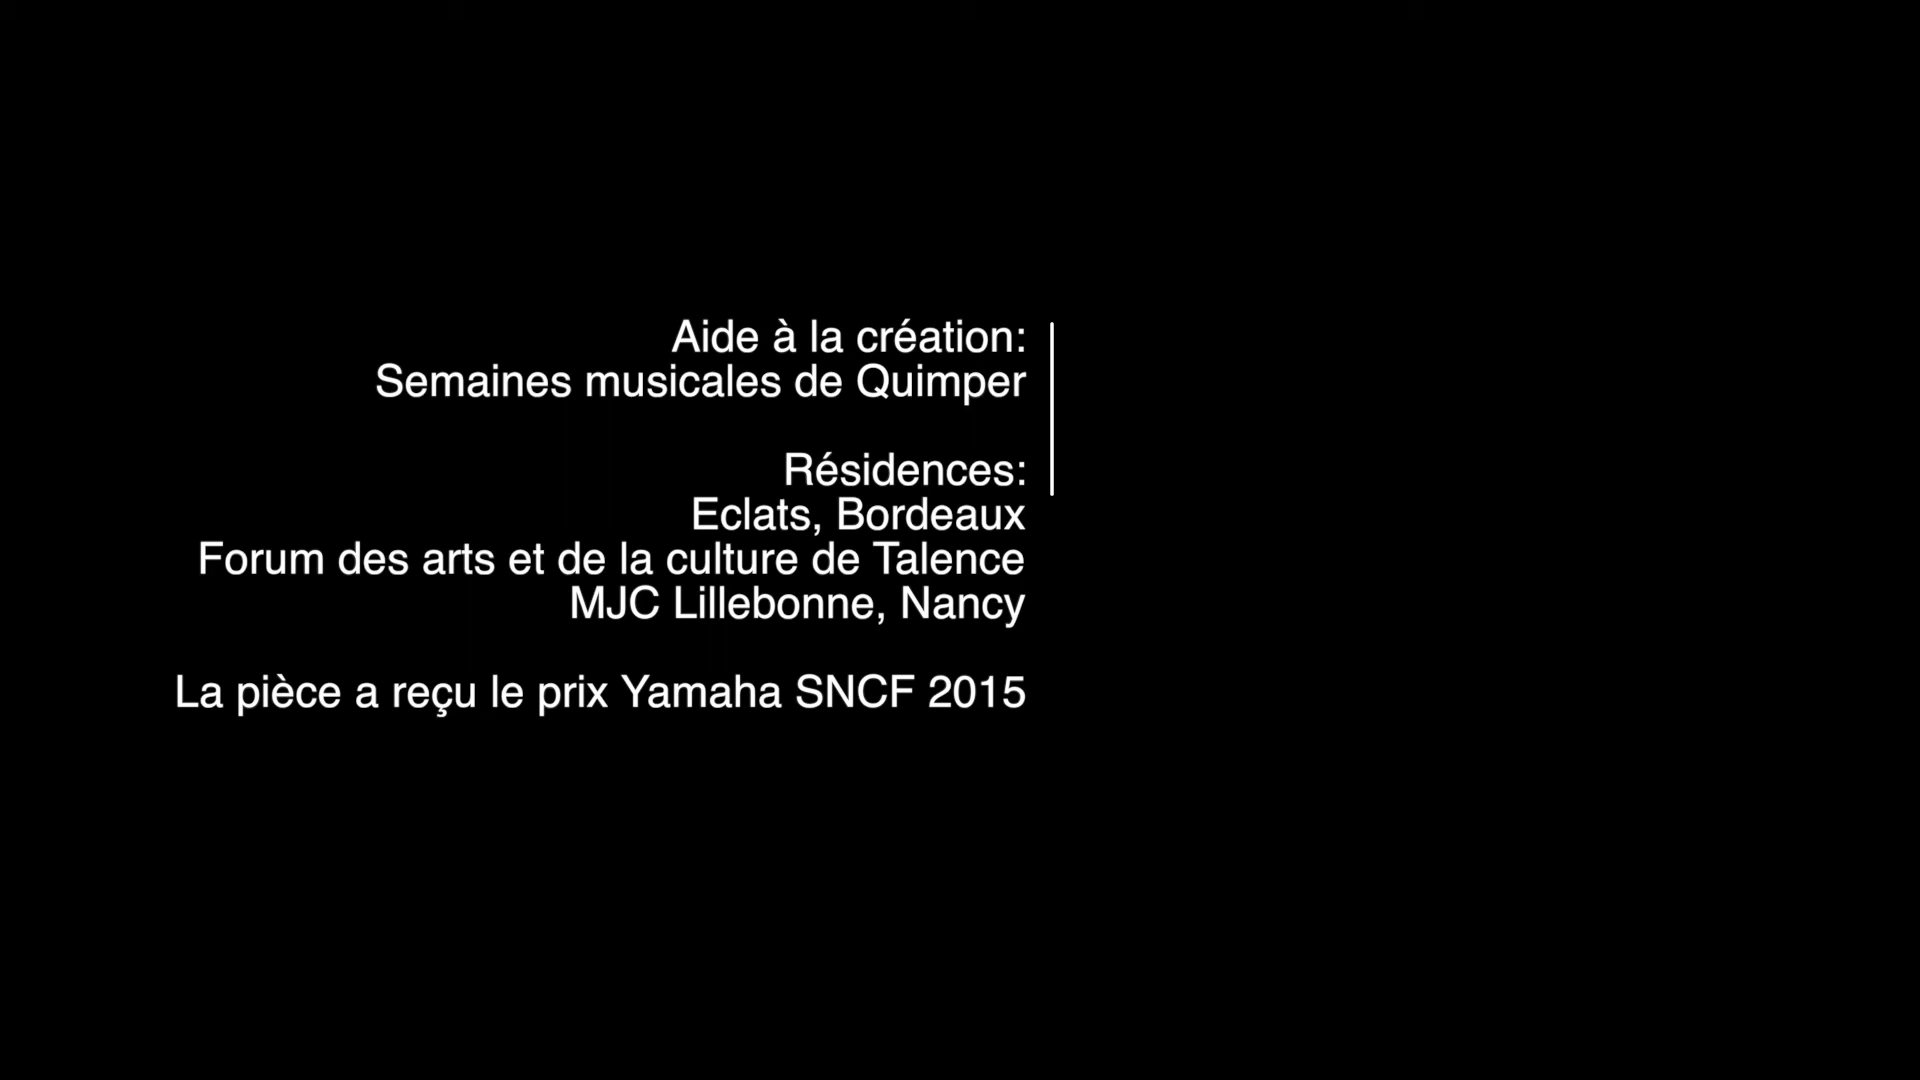 Aide à la création:
Semaines musicales de Quimper
Résidences:
Eclats, Bordeaux
Forum des arts et de la culture de Talence
MJC Lillebonne, Nancy
La pièce a reçu le prix Yamaha SNCF 2015